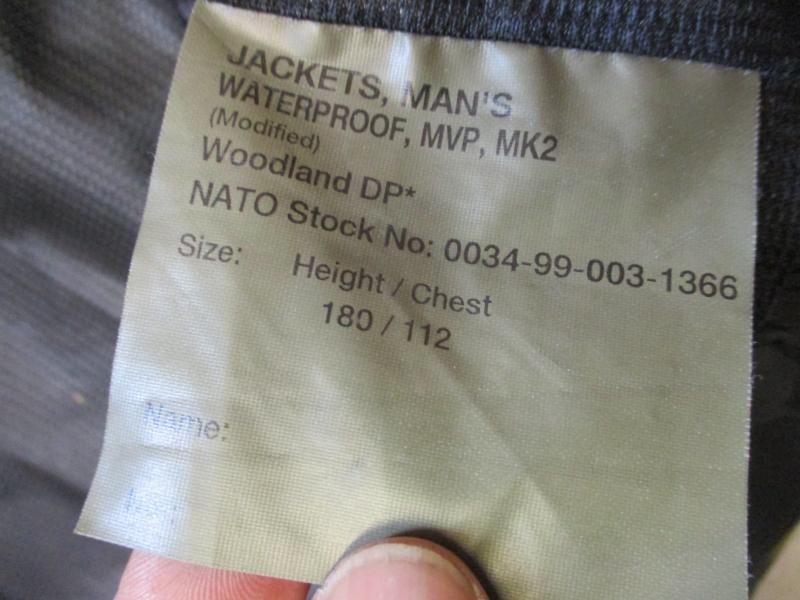 JACKETS, MAN'S
WATERPROOF, MVP, MK2
(Modified)
Woodland DP*
NATO Stock No: 0034-99-003-1366
Size: Height / Chest
180 / 112
Name: